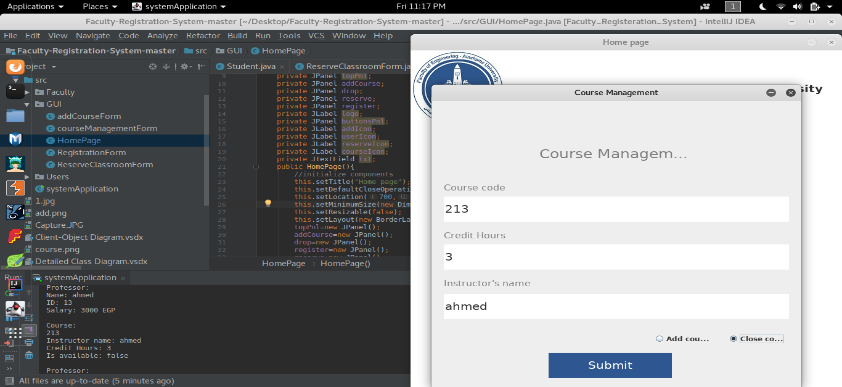 Applications
Places
systemApplication
Fri 11:17 PM
1
Faculty-Registration-System-master [~/Desktop/Faculty-Registration-System-master] - .../src/GUI/HomePage.java [Faculty_Registeration_System] - IntelliJ IDEA
File Edit View Navigate Code Analyze Refactor Build Run Tools VCS Window Help
Faculty-Registration-System-master src GUI HomePage
src
Faculty
GUI
addCourseForm
courseManagementForm
HomePage
RegistrationForm
ReserveClassroomForm
Users
systemApplication
1.jpg
add.png
Capture.JPG
Client-Object Diagram.vsdx
course.png
Detailed Class Diagram.vsdx
Student.java
ReserveClassroomForm.ja
private JPanel topPnl;
private JPanel addCourse;
private JPanel drop;
private JPanel reserve;
private JPanel register;
private JLabel logo;
private JPanel buttonsPnl;
private JLabel addIcon;
private JLabel userIcon;
private JLabel reserveIcon;
private JLabel courseIcon;
private JTextField txt;
public HomePage(){
//initialize components
this.setTitle("Home page");
this.setDefaultCloseOperati
this.setLocation( 700,
this.setMinimumSize(new Dim
this.setResizable(false);
this.setLayout(new BorderLa
topPnl=new JPanel();
addCourse=new JPanel();
drop=new JPanel();
register=new JPanel();
HomePage HomePage()
Run: systemApplication
Professor:
Name: ahmed
ID: 13
Salary: 3000 EGP
Course:
213
Instructor name: ahmed
Credit Hours: 3
Is available: false
Professor:
All files are up-to-date (5 minutes ago)
Home page
Course Management
Course Managem...
Course code
213
Credit Hours
3
Instructor's name
ahmed
Add cou...
Close co...
Submit